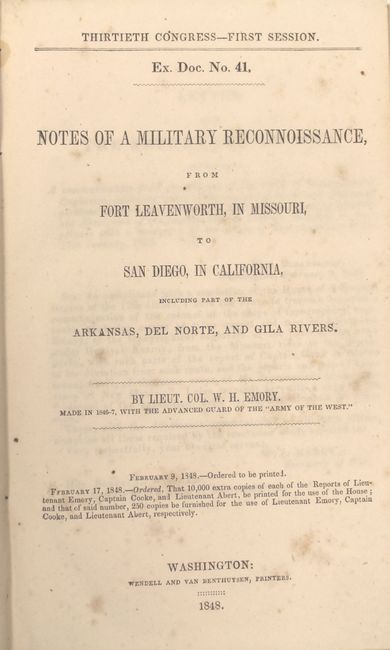 THIRTIETH CONGRESS—FIRST SESSION.
Ex. Doc. No. 41.
NOTES OF A MILITARY RECONNOISSANCE,
FROM
FORT LEAVENWORTH, IN MISSOURI,
TO
SAN DIEGO, IN CALIFORNIA,
INCLUDING PART OF THE
ARKANSAS, DEL NORTE, AND GILA RIVERS.
BY LIEUT. COL. W. H. EMORY.
MADE IN 1846-7, WITH THE ADVANCED GUARD OF THE "ARMY OF THE WEST."
FEBRUARY 9, 1848.—Ordered to be printed.
FFBRUARY 17, 1848.—Ordered, That 10,000 extra copies of each of the Reports of Lieu-
tenant Emory, Captain Cooke, and Lieutenant Abert, be printed for the use of the House;
and that of said number, 250 copies be furnished for the use of Lieutenant Emory, Captain
Cooke, and Lieutenant Abert, respectively.
WASHINGTON:
WENDELL AND VAN BENTHUYSEN, PRINTERS.
1848.